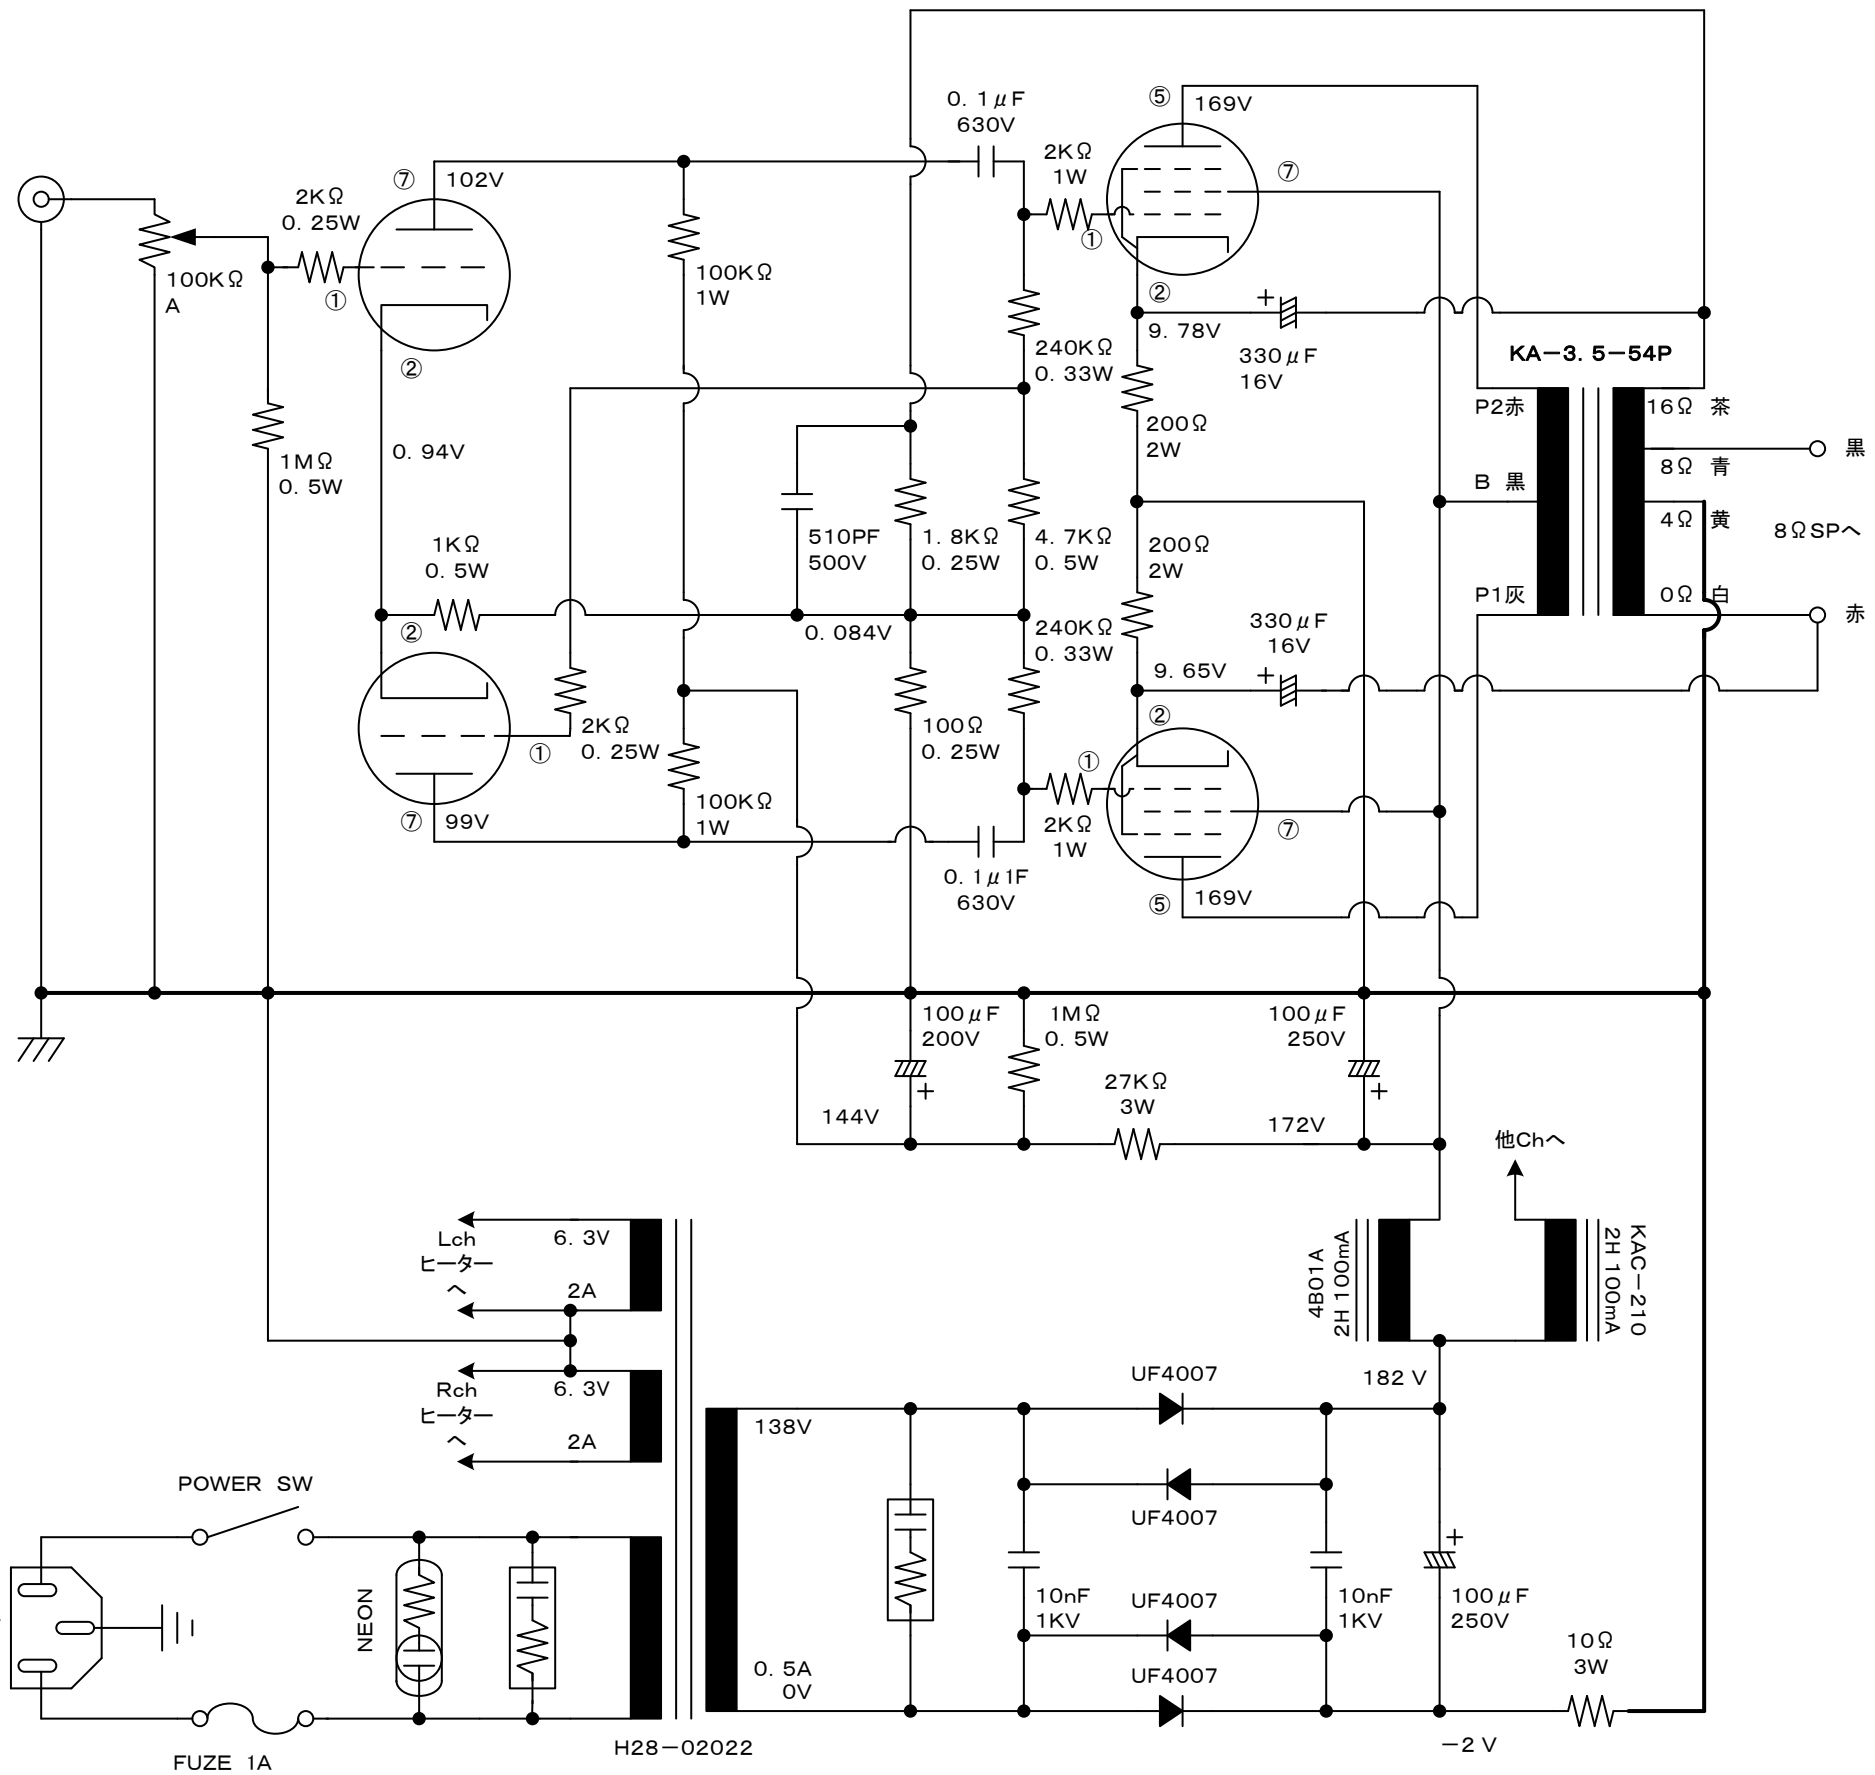 0. 1μF
630V
⑤
169V
2KΩ
1W
⑦
⑦
102V
2KΩ
0. 25W
①
100KΩ
A
①
100KΩ
1W
②
②
9. 78V
330μF
16V
240KΩ
0. 33W
KA−3. 5−54P
P2赤
16Ω 茶
0. 94V
200Ω
2W
1MΩ
0. 5W
黒
8Ω 青
B 黒
4Ω 黄
8ΩSPへ
510PF
500V
1. 8KΩ
0. 25W
4. 7KΩ
0. 5W
1KΩ
0. 5W
200Ω
2W
P1灰
0Ω 白
赤
②
0. 084V
240KΩ
0. 33W
330μF
16V
9. 65V
②
2KΩ
0. 25W
①
100Ω
0. 25W
①
100KΩ
1W
⑦
99V
2KΩ
1W
⑦
0. 1μ1F
630V
⑤
169V
100μF
200V
1MΩ
0. 5W
100μF
250V
27KΩ
3W
144V
172V
他Chへ
Lch
ヒーター
へ
6. 3V
2A
4B01A
2H 100mA
KAC−210
2H 100mA
Rch
ヒーター
へ
6. 3V
2A
182 V
UF4007
138V
POWER SW
UF4007
NEON
10nF
1KV
UF4007
10nF
1KV
100μF
250V
10Ω
3W
0. 5A
0V
UF4007
−2 V
H28−02022
FUZE 1A